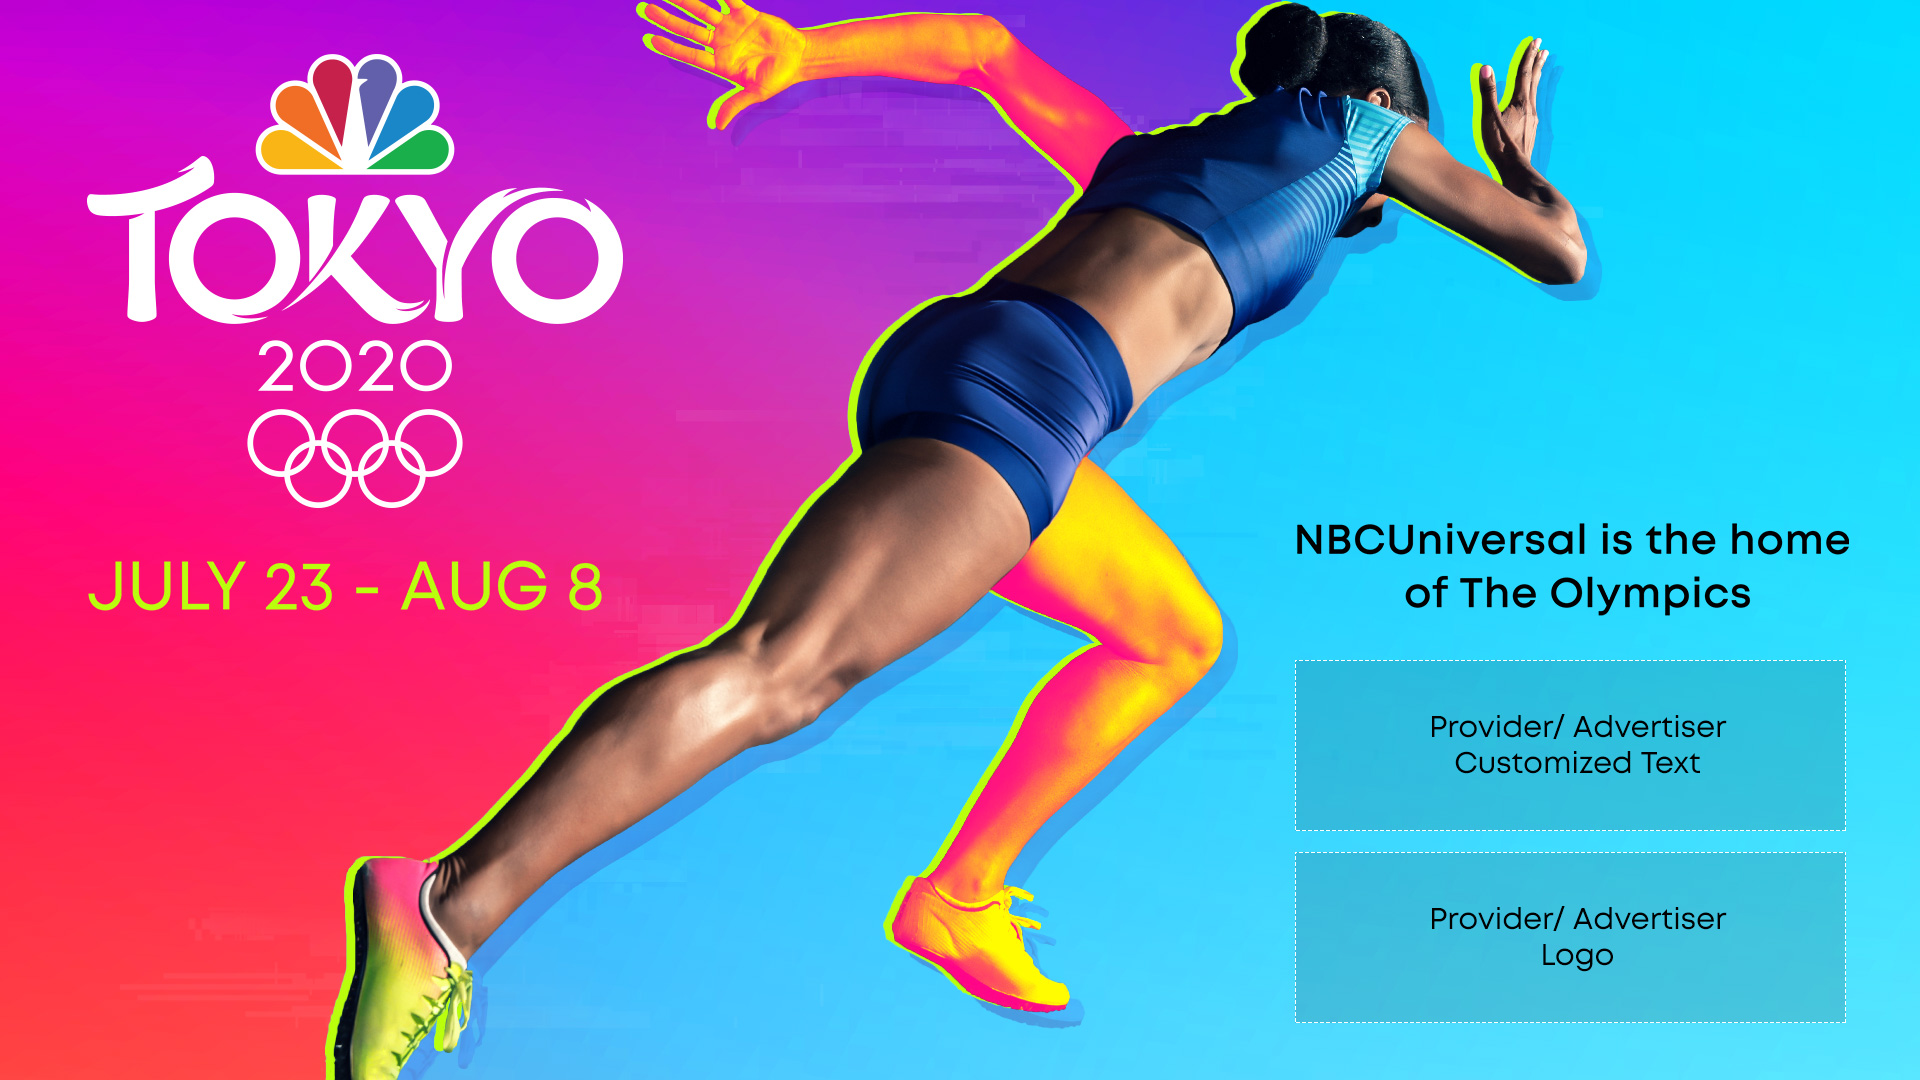 TOKYO
2020
JULY 23 - AUG 8
NBCUniversal is the home
of The Olympics
Provider/ Advertiser
Customized Text
Provider/ Advertiser
Logo